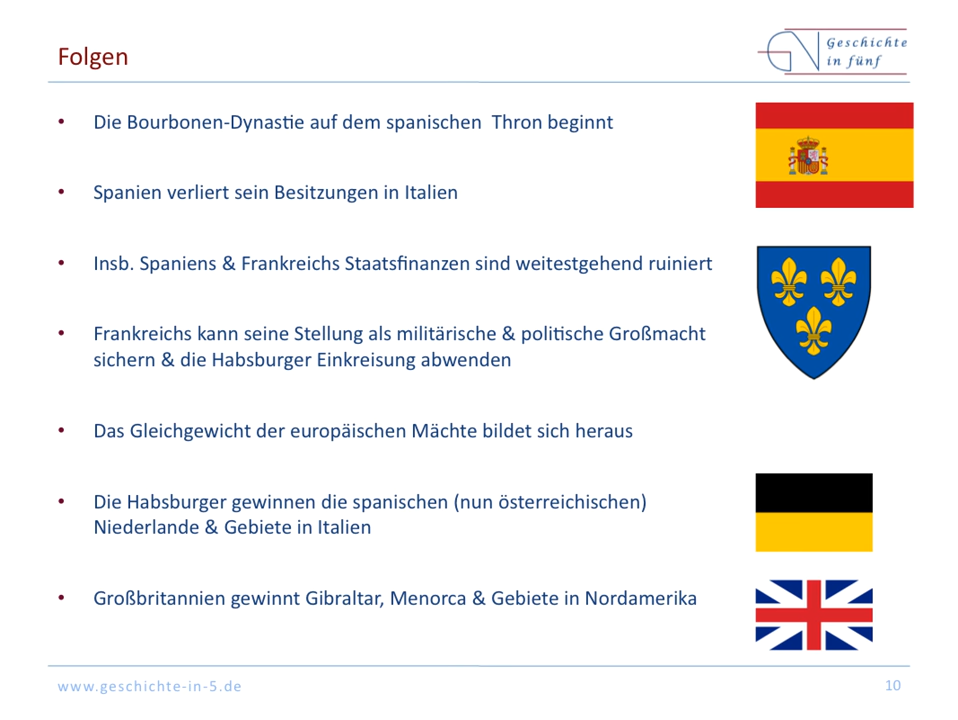 Folgen
Geschichte
in fünf
• Die Bourbonen-Dynastie auf dem spanischen Thron beginnt
• Spanien verliert sein Besitzungen in Italien
• Insb. Spaniens & Frankreichs Staatsfinanzen sind weitestgehend ruiniert
• Frankreichs kann seine Stellung als militärische & politische Großmacht
sichern & die Habsburger Einkreisung abwenden
• Das Gleichgewicht der europäischen Mächte bildet sich heraus
• Die Habsburger gewinnen die spanischen (nun österreichischen)
Niederlande & Gebiete in Italien
• Großbritannien gewinnt Gibraltar, Menorca & Gebiete in Nordamerika
www.geschichte-in-5.de
10